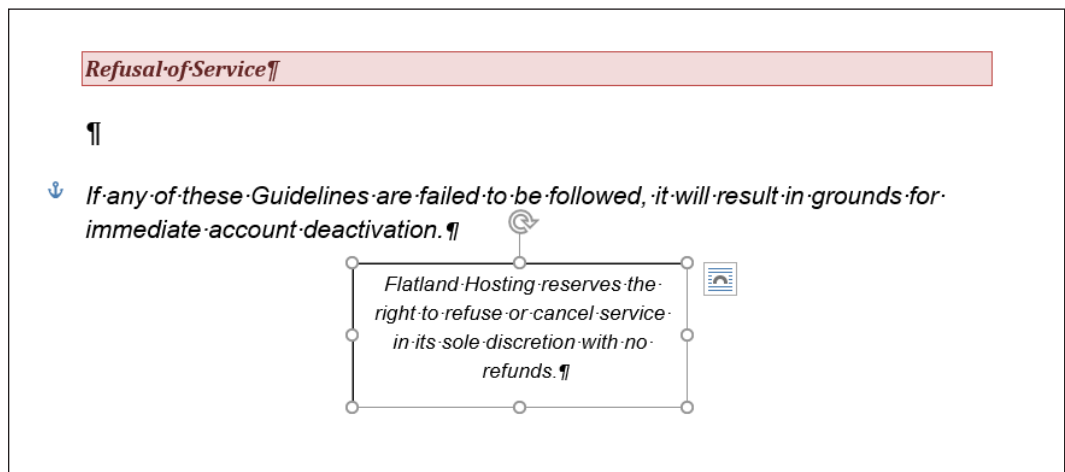 Refusal·of·Service¶
¶
If·any·of·these·Guidelines·are·failed·to·be·followed,·it·will·result·in·grounds·for·
immediate·account·deactivation.¶
Flatland·Hosting·reserves·the·
right·to·refuse·or·cancel·service·
in·its·sole·discretion·with·no·
refunds.¶